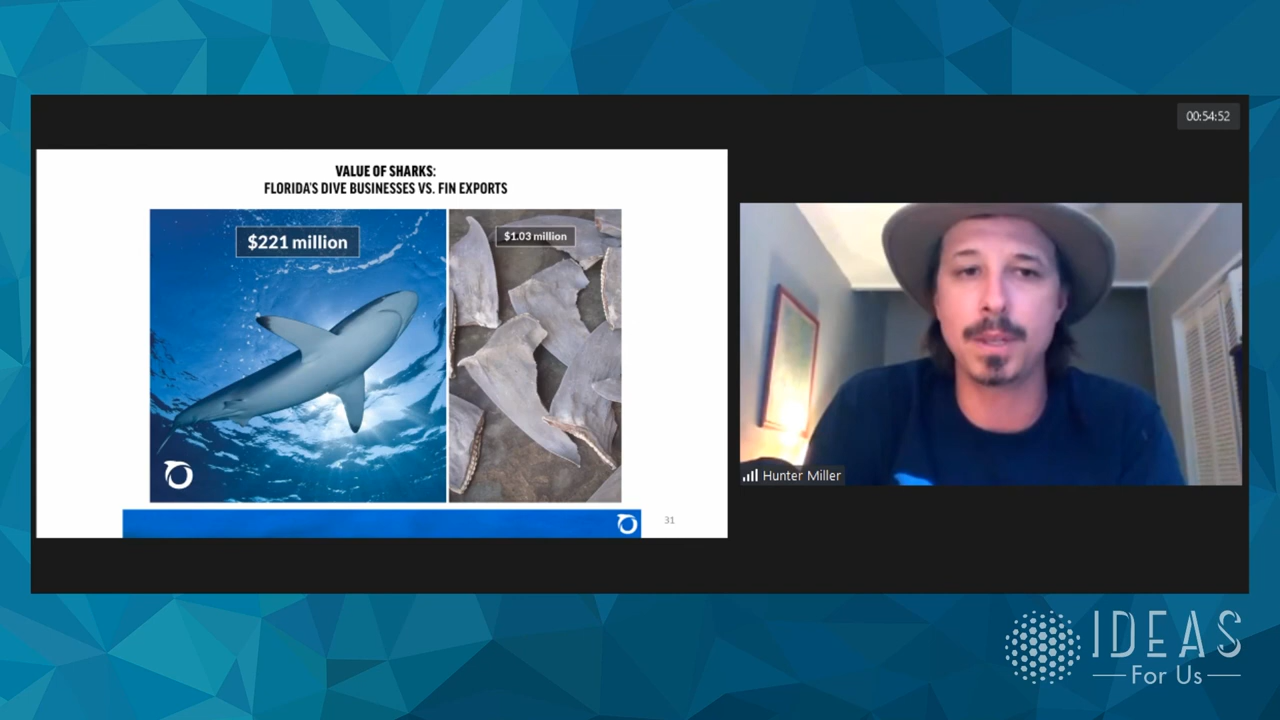 00:54:52
VALUE OF SHARKS:
FLORIDA'S DIVE BUSINESSES VS. FIN EXPORTS
$221 million
$1.03 million
31
Hunter Miller
IDEAS
For Us